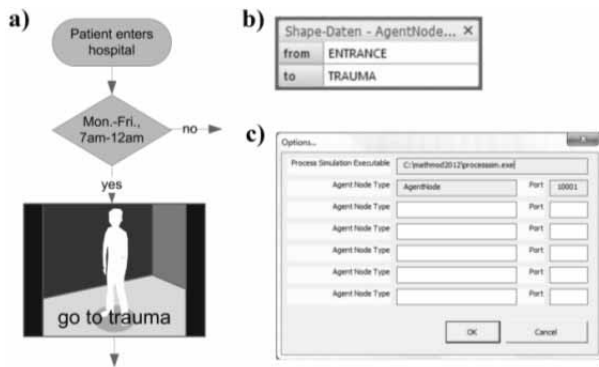 a)
Patient enters
hospital
Mon.-Fri.,
7am-12am
no
yes
go to trauma
b)
Shape-Daten - AgentNode... ×
from ENTRANCE
to TRAUMA
c)
Options...
Process Simulation Executable C:\mathmod2012\processsim.exe
Agent Node Type AgentNode Port 10001
Agent Node Type Port
Agent Node Type Port
Agent Node Type Port
Agent Node Type Port
Agent Node Type Port
OK Cancel